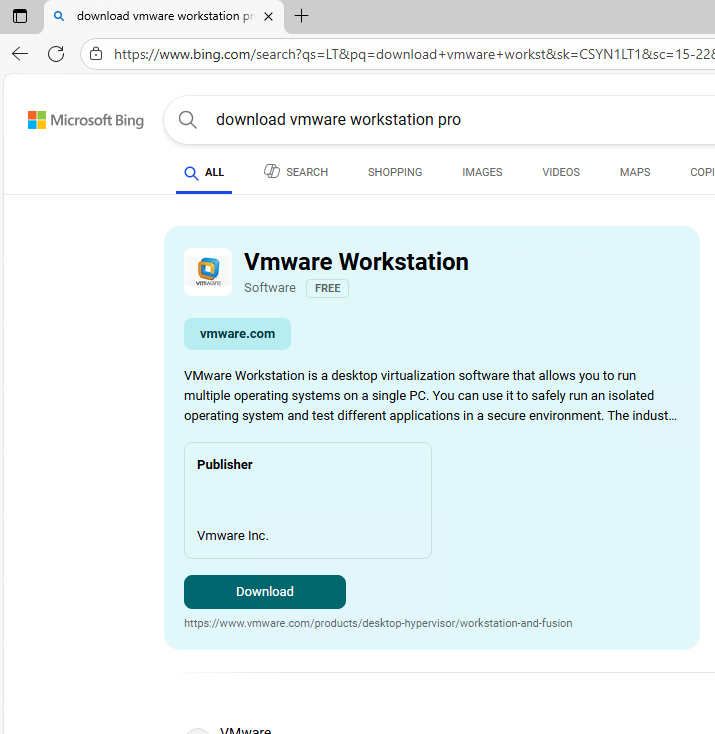 download vmware workstation pr
https://www.bing.com/search?qs=LT&pq=download+vmware+workst&sk=CSYN1LT1&sc=15-22&
Microsoft Bing
download vmware workstation pro
ALL
SEARCH
SHOPPING
IMAGES
VIDEOS
MAPS
COPI
vmware
Vmware Workstation
Software FREE
vmware.com
VMware Workstation is a desktop virtualization software that allows you to run
multiple operating systems on a single PC. You can use it to safely run an isolated
operating system and test different applications in a secure environment. The indust...
Publisher
Vmware Inc.
Download
https://www.vmware.com/products/desktop-hypervisor/workstation-and-fusion
VMware